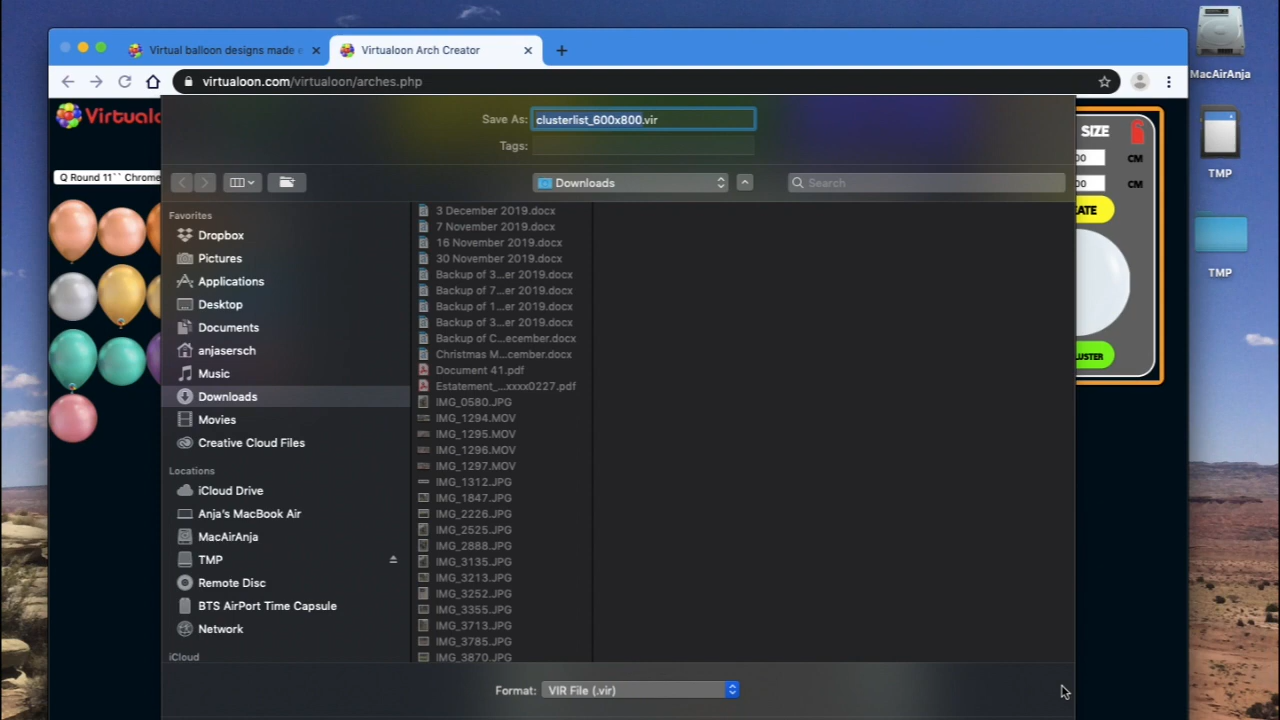 Virtual balloon designs made
Virtualoon Arch Creator
virtualoon.com/virtualoon/arches.php
MacAirAnja
Save As: clusterlist_600x800.vir
Tags:
SIZE
CM
CM
TMP
Q Round 11`` Chrome
Downloads
Search
Favorites
Dropbox
Pictures
Applications
Desktop
Documents
anjasersch
Music
Downloads
Movies
Creative Cloud Files
Locations
iCloud Drive
Anja's MacBook Air
MacAirAnja
TMP
Remote Disc
BTS AirPort Time Capsule
Network
iCloud
3 December 2019.docx
7 November 2019.docx
16 November 2019.docx
30 November 2019.docx
Backup of 3...er 2019.docx
Backup of 7...er 2019.docx
Backup of 1...er 2019.docx
Backup of 3...er 2019.docx
Backup of C...ecember.docx
Christmas M...cember.docx
Document 41.pdf
Estatement_...xxxx0227.pdf
IMG_0580.JPG
IMG_1294.MOV
IMG_1295.MOV
IMG_1296.MOV
IMG_1297.MOV
IMG_1312.JPG
IMG_1847.JPG
IMG_2226.JPG
IMG_2525.JPG
IMG_2888.JPG
IMG_3135.JPG
IMG_3213.JPG
IMG_3252.JPG
IMG_3355.JPG
IMG_3713.JPG
IMG_3785.JPG
IMG_3870.JPG
TMP
Format: VIR File (.vir)